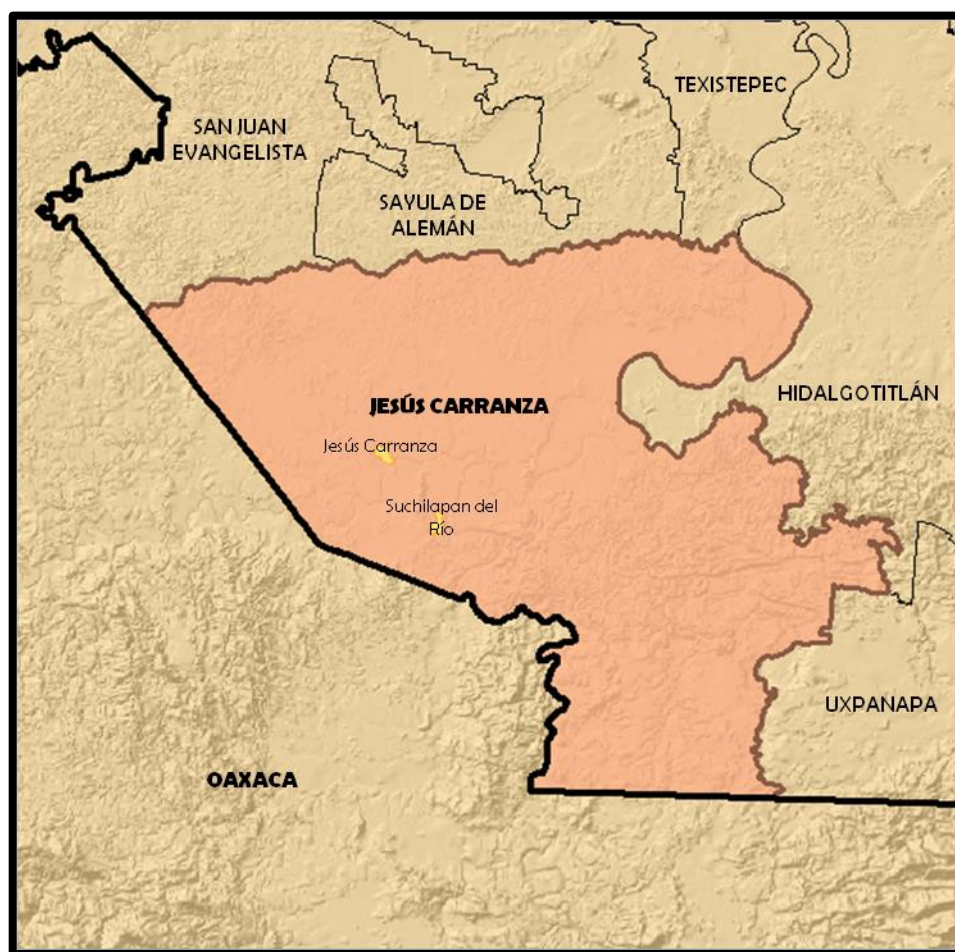 TEXISTEPEC
SAN JUAN
EVANGELISTA
SAYULA DE
ALEMÁN
HIDALGOTITLÁN
JESÚS CARRANZA
Jesús Carranza
Suchilapan del
Río
UXPANAPA
OAXACA